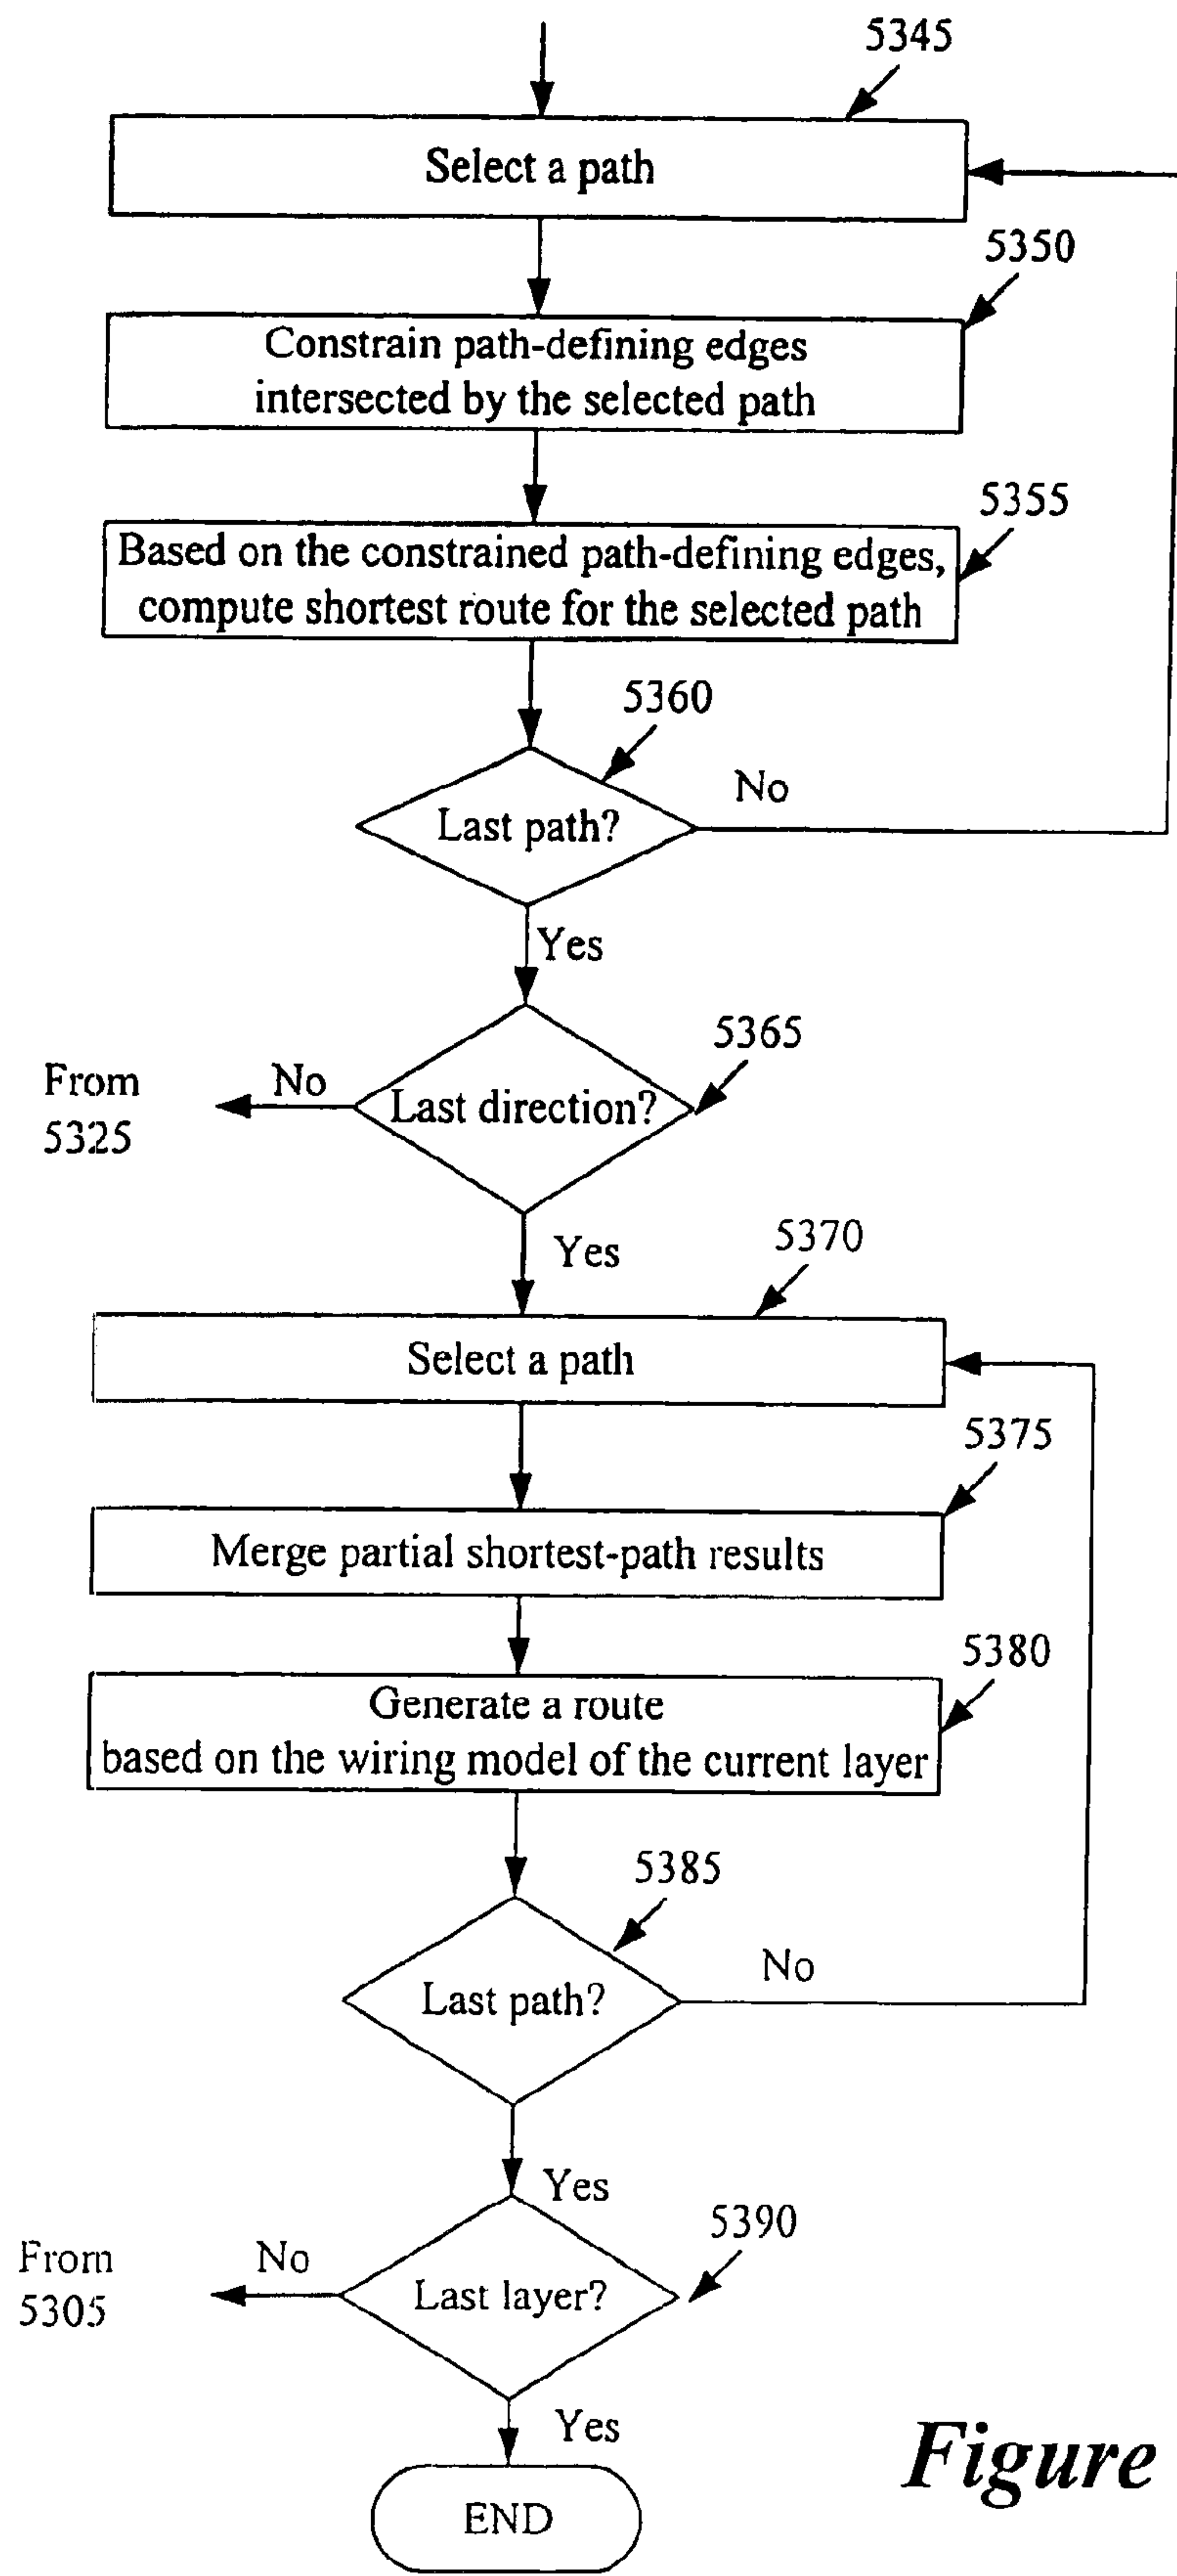 5345
Select a path
5350
Constrain path-defining edges
intersected by the selected path
5355
Based on the constrained path-defining edges,
compute shortest route for the selected path
5360
Last path?
No
Yes
5365
From
5325
No
Last direction?
Yes
5370
Select a path
5375
Merge partial shortest-path results
5380
Generate a route
based on the wiring model of the current layer
5385
Last path?
No
Yes
5390
From
5305
No
Last layer?
Yes
END
Figure